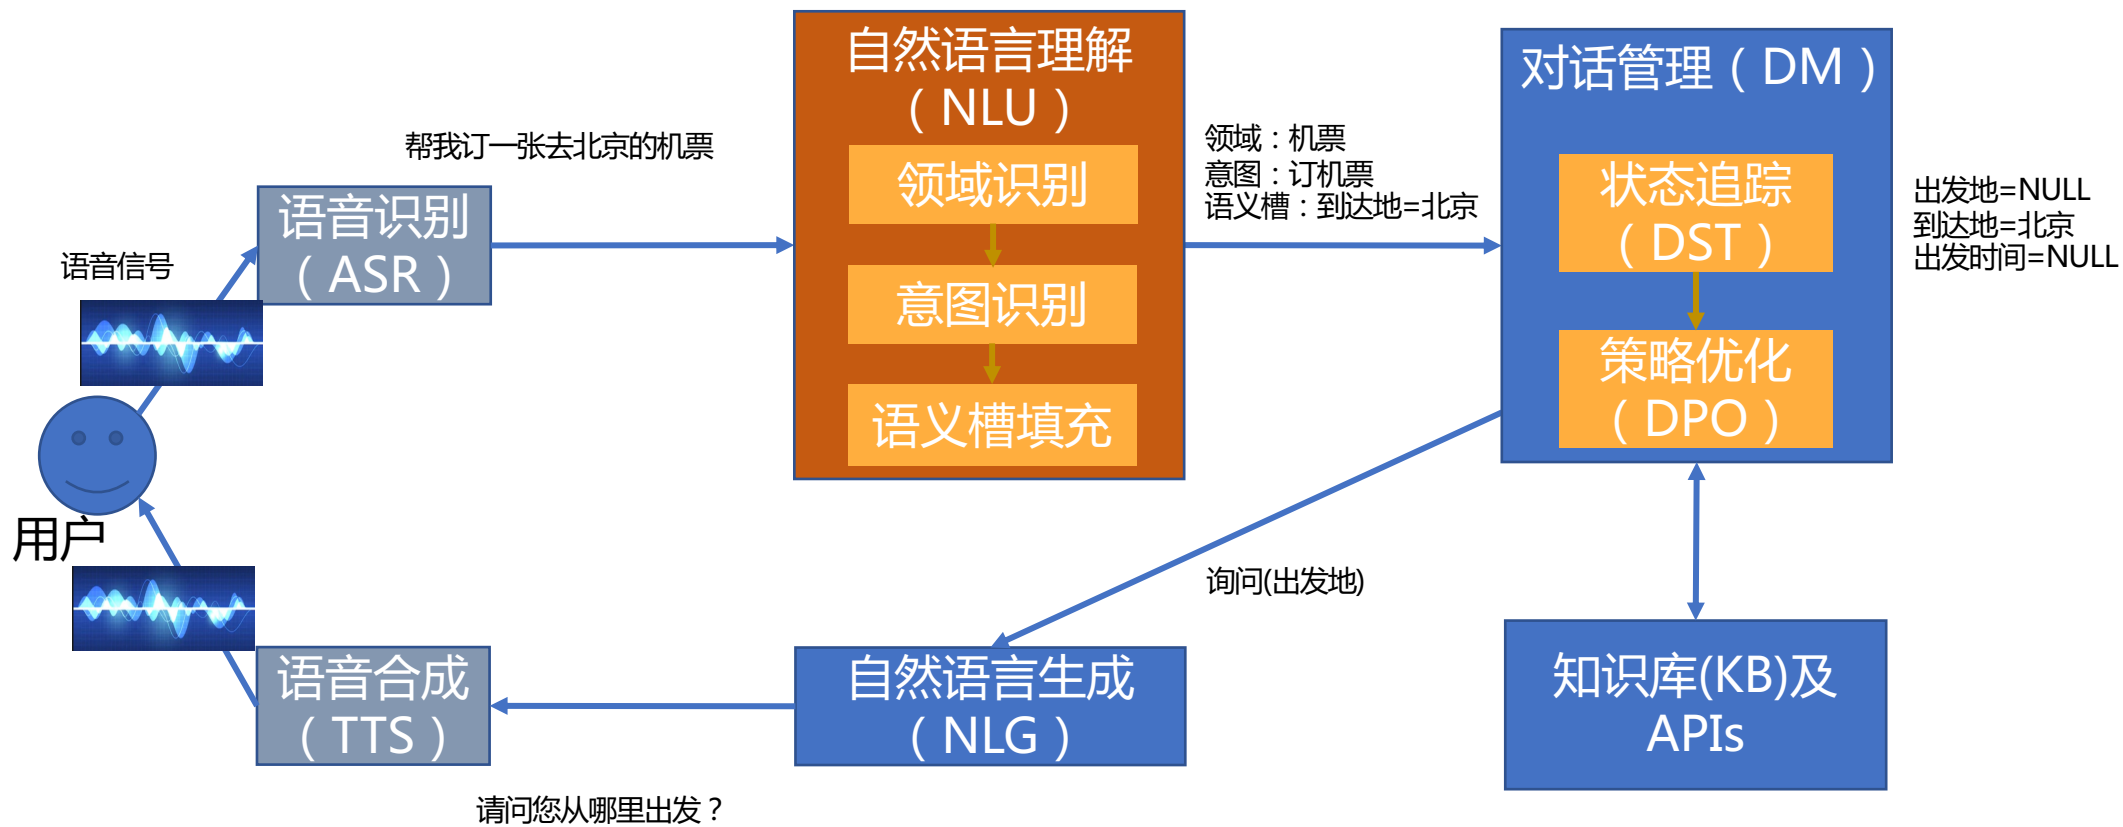 自然语言理解
（NLU）
领域识别
意图识别
语义槽填充
对话管理（DM）
状态追踪
（DST）
策略优化
（DPO）
帮我订一张去北京的机票
领域：机票
意图：订机票
语义槽：到达地=北京
出发地=NULL
到达地=北京
出发时间=NULL
语音识别
（ASR）
语音信号
用户
询问(出发地)
语音合成
（TTS）
自然语言生成
（NLG）
知识库(KB)及
APIs
请问您从哪里出发？